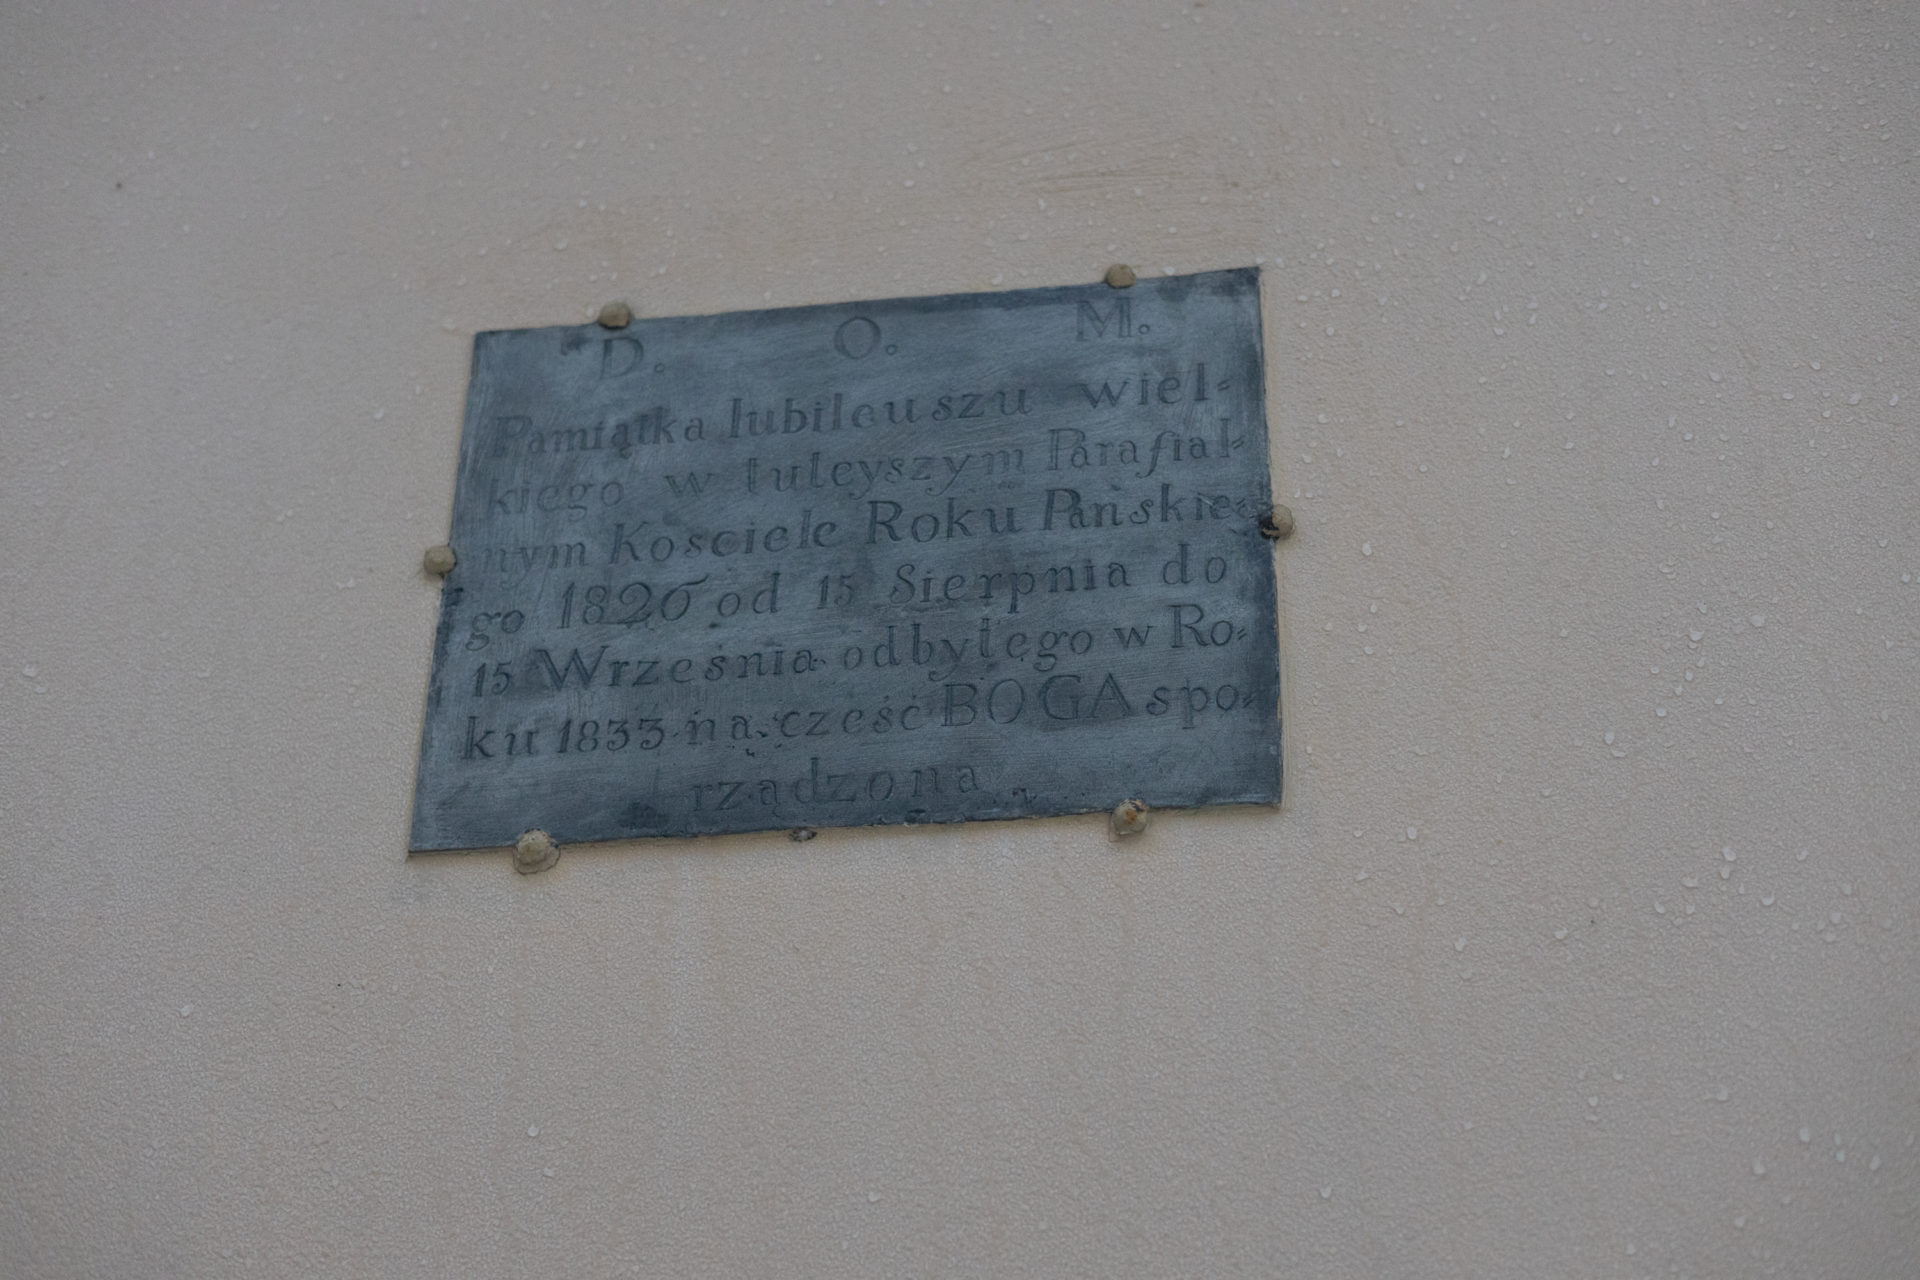 D. O. M.
Pamiątka Iubileuszu wiel-
kiego w tuteyszym Parafial-
nym Kosciele Roku Pańskie-
go 1826 od 15 Sierpnia do
15 Wrzesnia odbytego w Ro-
ku 1833 na cześć BOGA spo-
rządzona